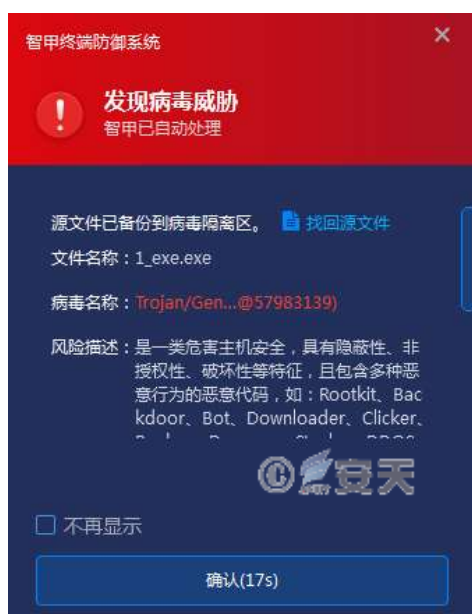 智甲终端防御系统
发现病毒威胁
智甲已自动处理
源文件已备份到病毒隔离区。 找回源文件
文件名称：1_exe.exe
病毒名称：Trojan/Gen...@57983139)
风险描述：是一类危害主机安全，具有隐蔽性、非
授权性、破坏性等特征，且包含多种恶
意行为的恶意代码，如：Rootkit、Bac
kdoor、Bot、Downloader、Clicker、
安天
不再显示
确认(17s)